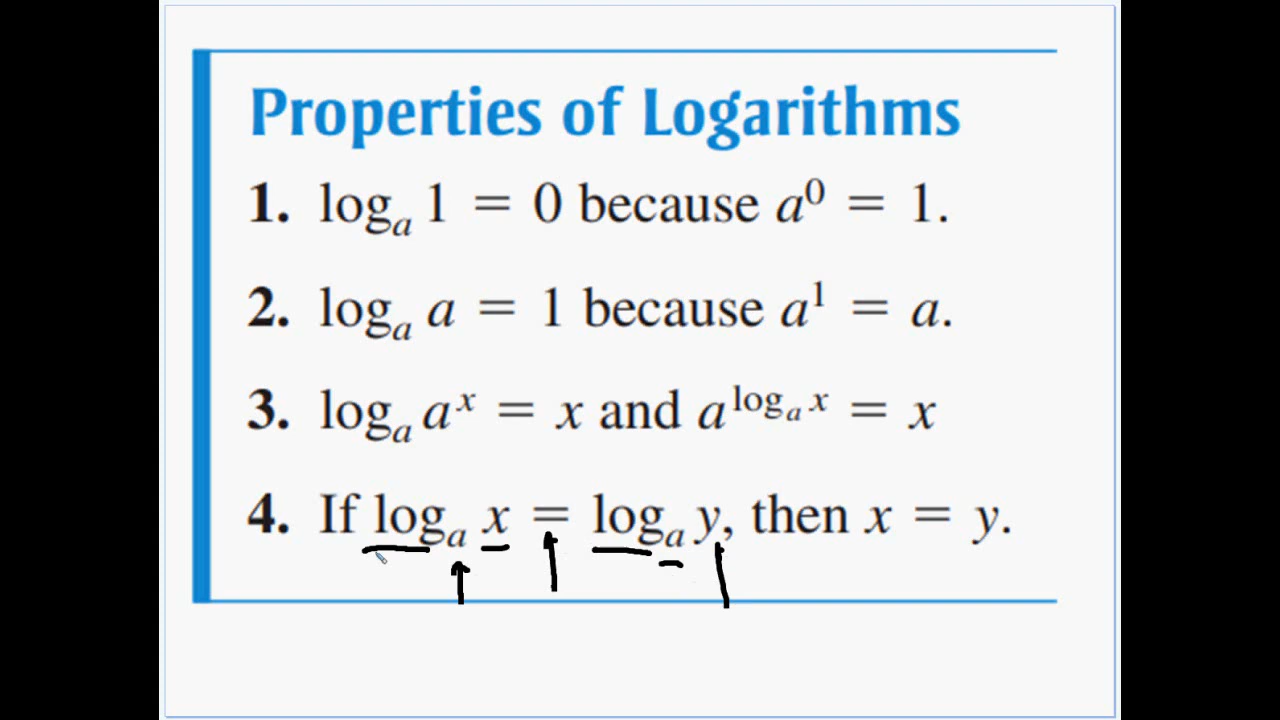 Properties of Logarithms
1. logₐ 1 = 0 because a⁰ = 1.
2. logₐ a = 1 because a¹ = a.
3. logₐ aˣ = x and a^(logₐ x) = x
4. If logₐ x = logₐ y, then x = y.